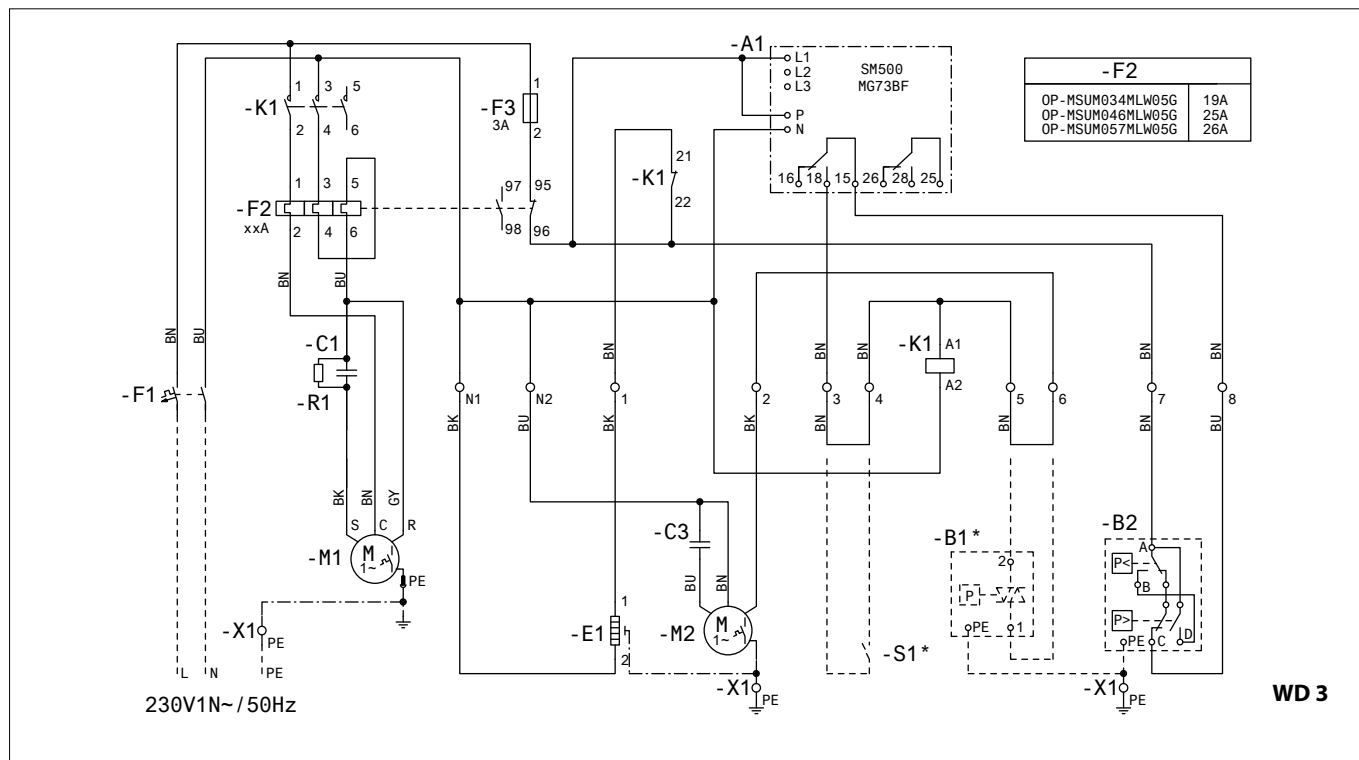 -A1
L1
L2
L3
SM500
MG73BF
P
N
16 18 15 26 28 25
-F2
OP-MSUM034MLW05G 19A
OP-MSUM046MLW05G 25A
OP-MSUM057MLW05G 26A
1 3 5
-K1
2 4 6
1
-F3
3A
2
21
-K1
22
1 3 5
-F2
xxA
2 4 6
97 95
98 96
BN BU
BN BU
-C1
-R1
-F1
BN
BN BN
-K1 A1
A2
BN BN
BN BN
N1 N2 1 2 3 4 5 6 7 8
BK BU BK BK BN BN BN BN BN BU
BK BN GY
S C R
-M1
M
1~
PE
-X1
PE
L N PE
230V1N~/50Hz
-C3
BU BN
1
-E1
2
-M2
M
1~
-X1
PE
-S1*
-B1*
2
P
PE 1
-B2
A
P<
B
P>
PE C D
-X1
PE
WD 3